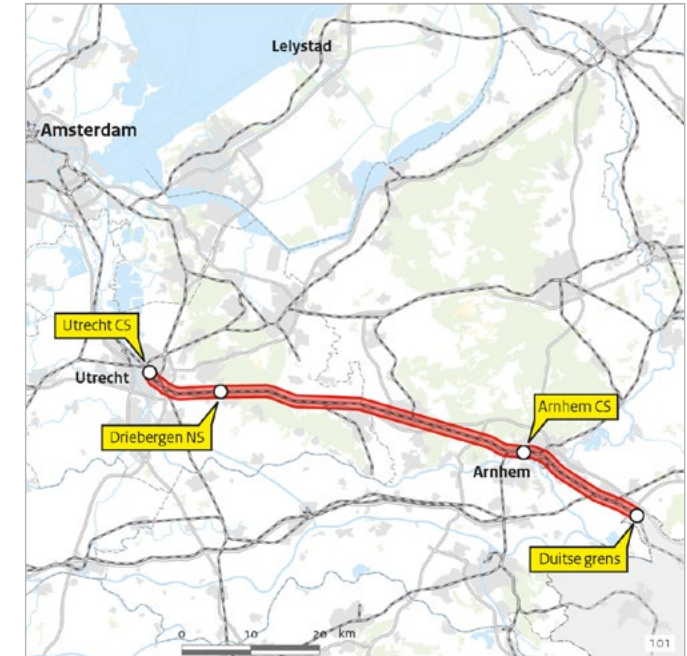 Lelystad
Amsterdam
Utrecht CS
Utrecht
Driebergen NS
Arnhem CS
Arnhem
Duitse grens
0 10 20 km
101